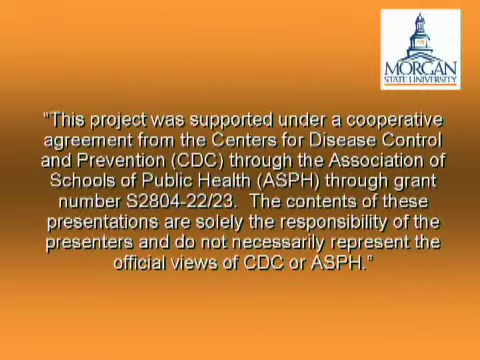 MORGAN
STATE UNIVERSITY
"This project was supported under a cooperative
agreement from the Centers for Disease Control
and Prevention (CDC) through the Association of
Schools of Public Health (ASPH) through grant
number S2804-22/23.  The contents of these
presentations are solely the responsibility of the
presenters and do not necessarily represent the
official views of CDC or ASPH."